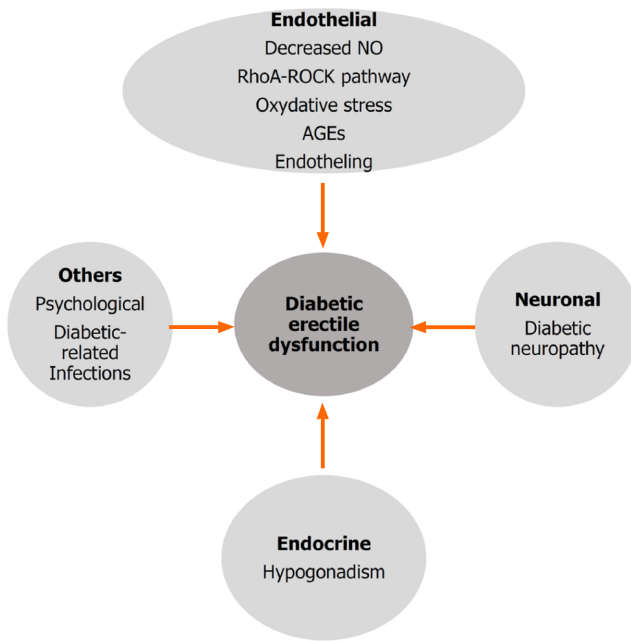 Endothelial
Decreased NO
RhoA-ROCK pathway
Oxydative stress
AGEs
Endotheling
Others
Psychological
Diabetic-
related
Infections
Diabetic
erectile
dysfunction
Neuronal
Diabetic
neuropathy
Endocrine
Hypogonadism